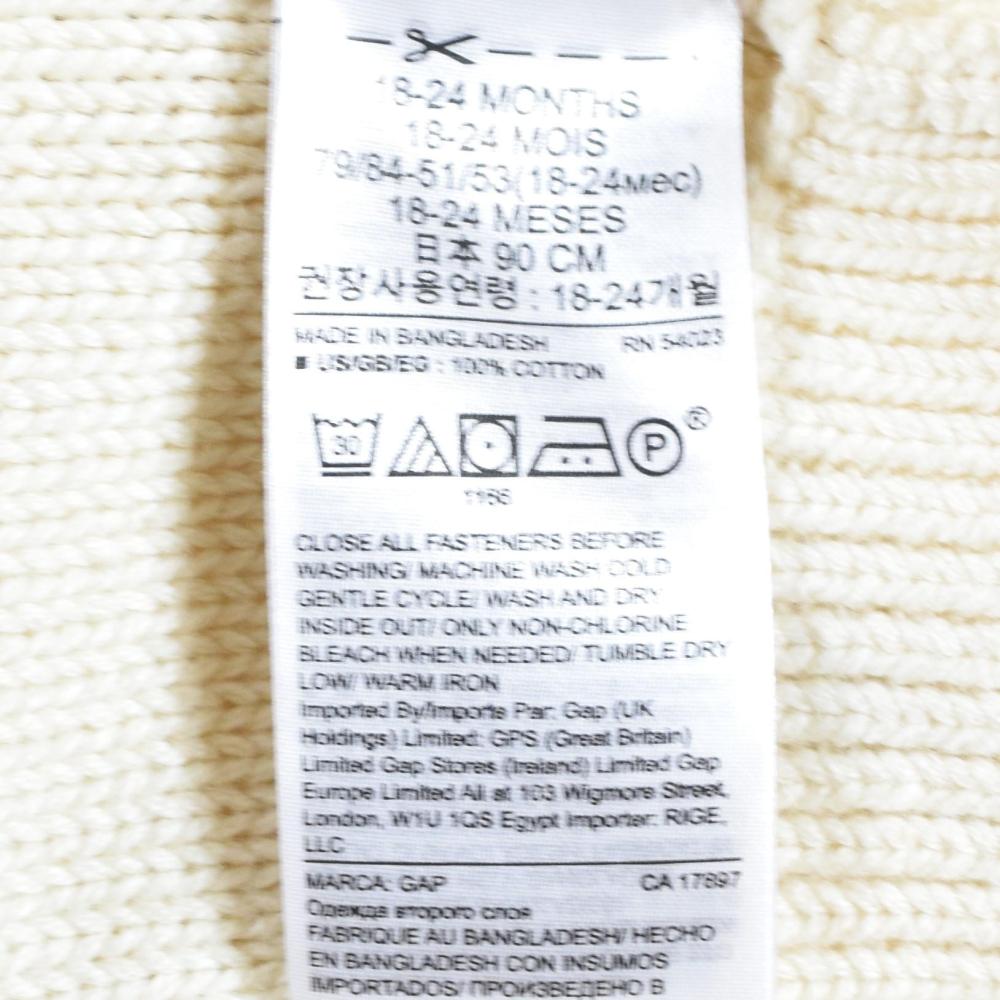 18-24 MONTHS
18-24 MOIS
79/84-51/53(18-24мес)
18-24 MESES
日本 90 CM
권장사용연령 : 18-24개월
MADE IN BANGLADESH RN 54023
US/GB/EG : 100% COTTON
30
P ®
1166
CLOSE ALL FASTENERS BEFORE
WASHING/ MACHINE WASH COLD
GENTLE CYCLE/ WASH AND DRY
INSIDE OUT/ ONLY NON-CHLORINE
BLEACH WHEN NEEDED/ TUMBLE DRY
LOW/ WARM IRON
Imported By/Importe Par: Gap (UK
Holdings) Limited: GPS (Great Britain)
Limited Gap Stores (Ireland) Limited Gap
Europe Limited All at 103 Wigmore Street,
London, W1U 1QS Egypt Importer: RIGE,
LLC
MARCA: GAP CA 17897
Одежда второго слоя
FABRIQUE AU BANGLADESH/ HECHO
EN BANGLADESH CON INSUMOS
IMPORTADOS/ ПРОИЗВЕДЕНО В